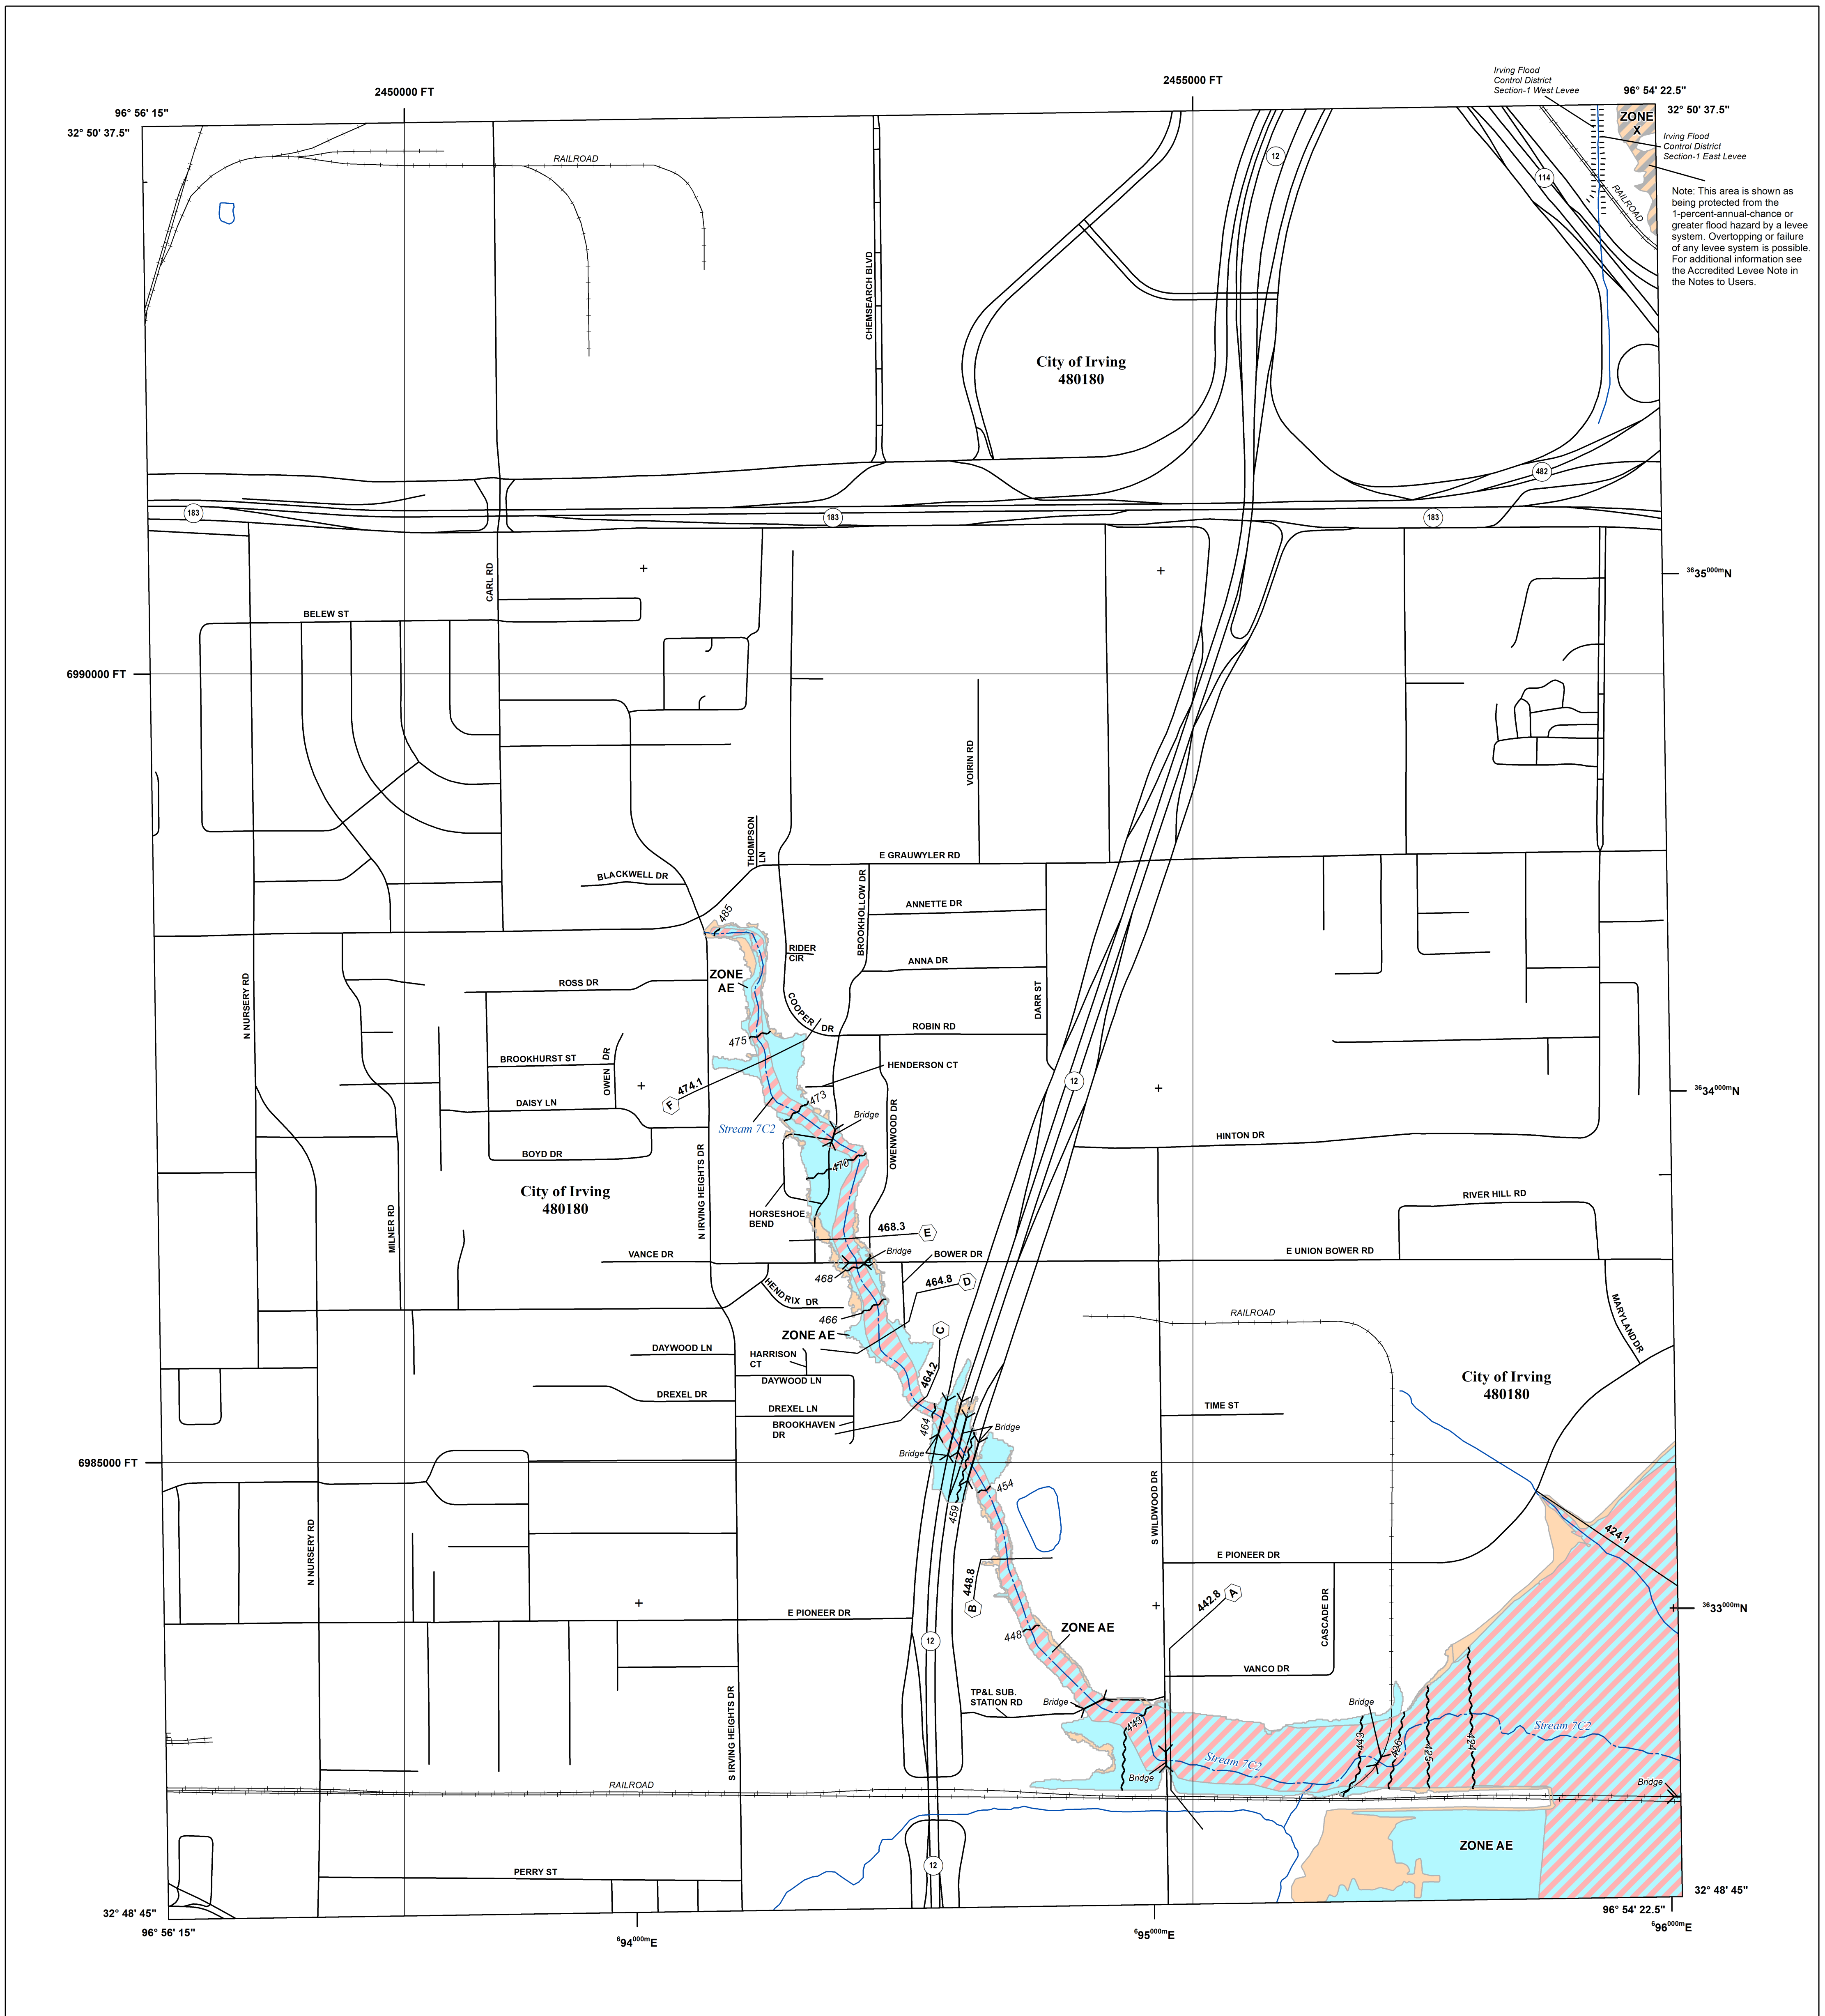 2450000 FT
2455000 FT
Irving Flood
Control District
Section-1 West Levee
96° 54' 22.5"
96° 56' 15"
32° 50' 37.5"
32° 50' 37.5"
ZONE
X
Irving Flood
Control District
Section-1 East Levee
RAILROAD
12
114
RAILROAD
Note: This area is shown as
being protected from the
1-percent-annual-chance or
greater flood hazard by a levee
system. Overtopping or failure
of any levee system is possible.
For additional information see
the Accredited Levee Note in
the Notes to Users.
CHEMSEARCH BLVD
City of Irving
480180
482
183
183
183
CARL RD
3635000mN
BELEW ST
6990000 FT
VOIRIN RD
THOMPSON
LN
E GRAUWYLER RD
BLACKWELL DR
BROOKHOLLOW DR
ANNETTE DR
485
RIDER
CIR
ANNA DR
ZONE
AE
ROSS DR
N NURSERY RD
COOPER DR
DARR ST
ROBIN RD
475
BROOKHURST ST
OWEN DR
HENDERSON CT
12
474.1
F
473
3634000mN
DAISY LN
Bridge
Stream 7C2
OWENWOOD DR
HINTON DR
BOYD DR
470
N IRVING HEIGHTS DR
City of Irving
480180
RIVER HILL RD
MILNER RD
HORSESHOE
BEND
468.3
E
VANCE DR
Bridge
BOWER DR
E UNION BOWER RD
468
464.8
D
HENDRIX DR
466
RAILROAD
MARYLAND DR
ZONE AE
C
DAYWOOD LN
HARRISON
CT
464.2
DAYWOOD LN
City of Irving
480180
DREXEL DR
DREXEL LN
TIME ST
BROOKHAVEN
DR
464
Bridge
Bridge
6985000 FT
454
459
S WILDWOOD DR
N NURSERY RD
424.1
E PIONEER DR
448.8
B
442.8
A
E PIONEER DR
CASCADE DR
3633000mN
448
ZONE AE
12
VANCO DR
TP&L SUB.
STATION RD
Bridge
Bridge
443
443
426
425
424
Stream 7C2
S IRVING HEIGHTS DR
Stream 7C2
Bridge
RAILROAD
Bridge
ZONE AE
12
PERRY ST
32° 48' 45"
32° 48' 45"
96° 56' 15"
96° 54' 22.5"
694000mE
695000mE
696000mE